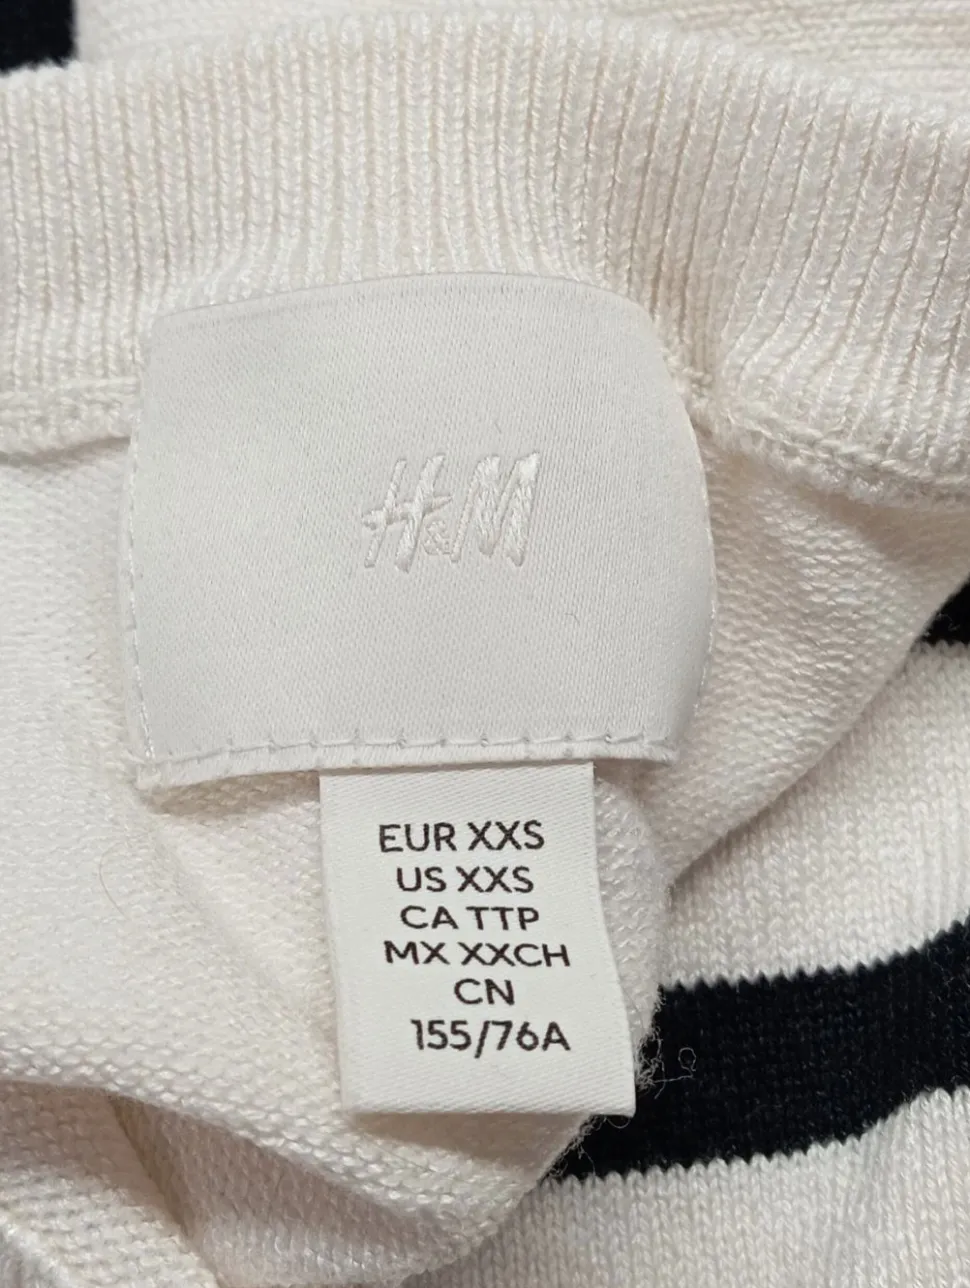 H&M
EUR XXS
US XXS
CA TTP
MX XXCH
CN
155/76A